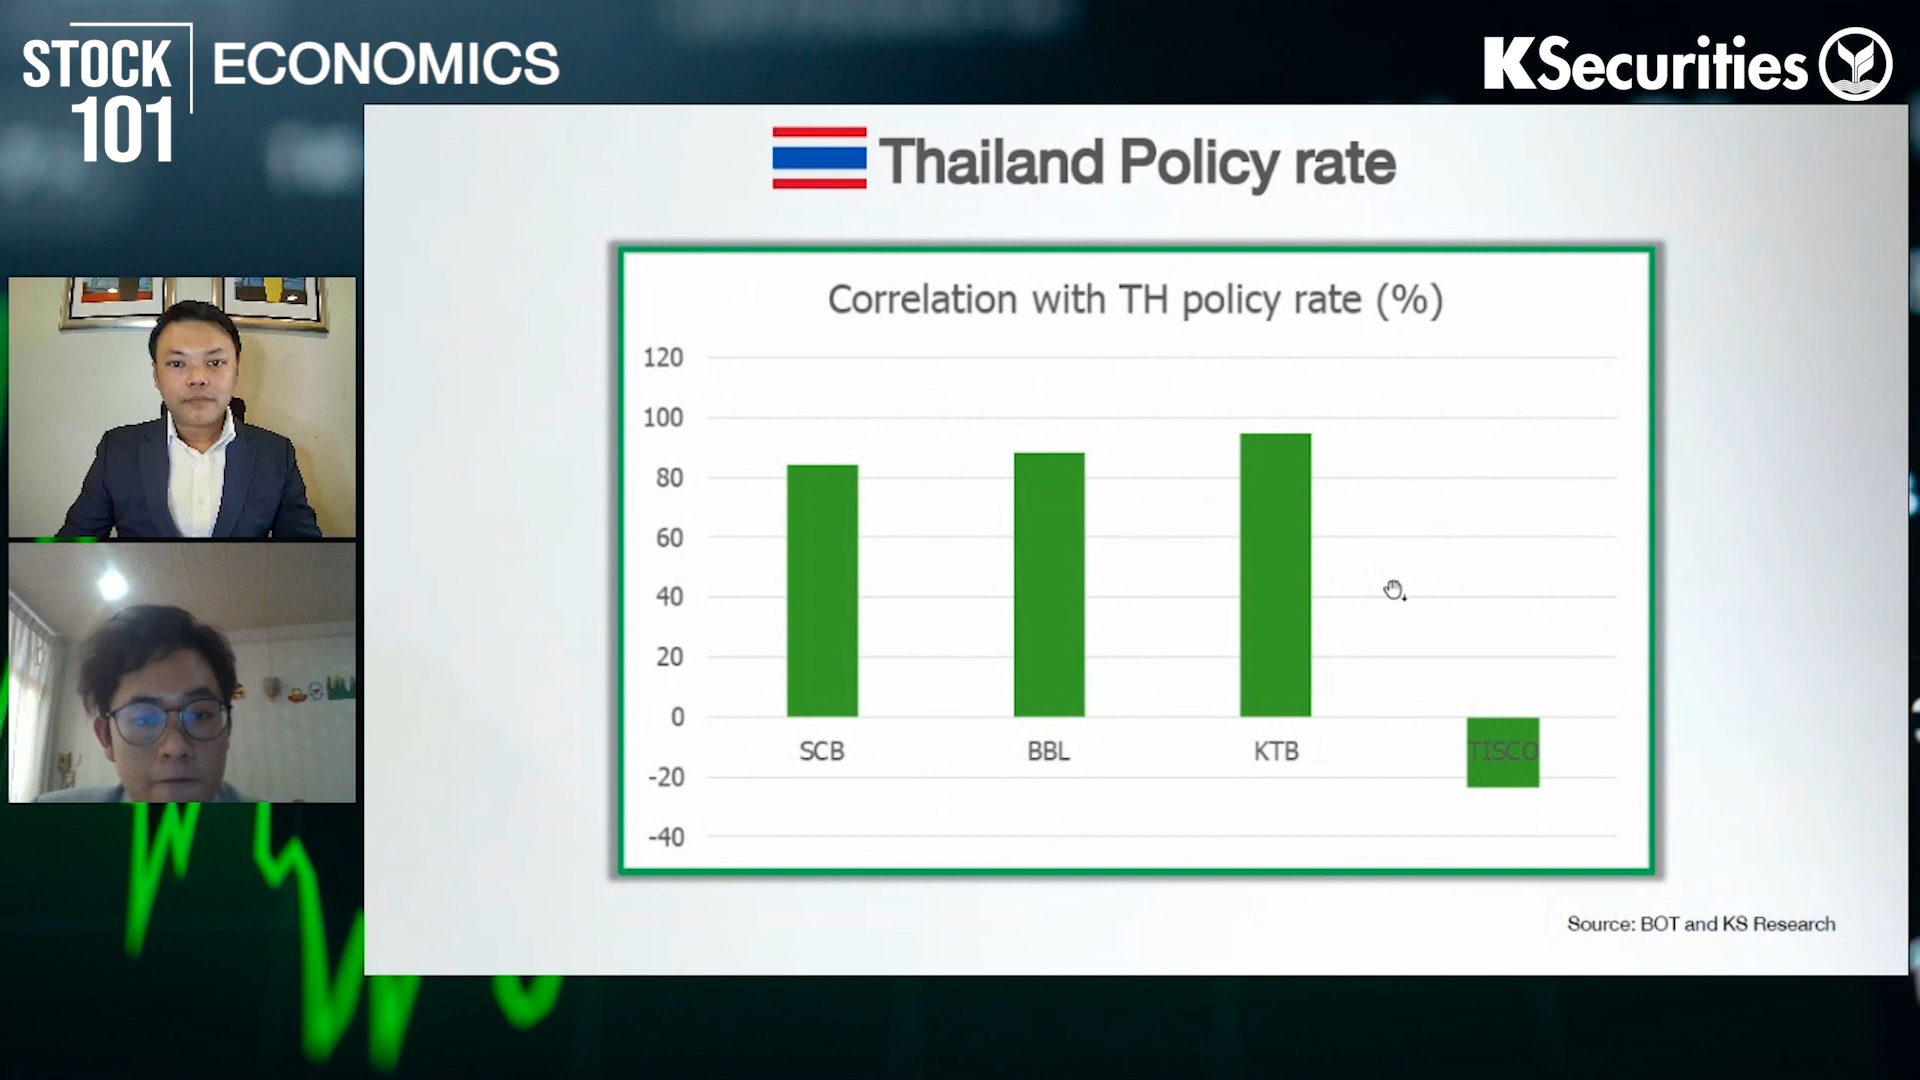 STOCK
101
ECONOMICS
KSecurities
Thailand Policy rate
Correlation with TH policy rate (%)
120
100
80
60
40
20
0
-20
-40
SCB
BBL
KTB
TISCO
Source: BOT and KS Research